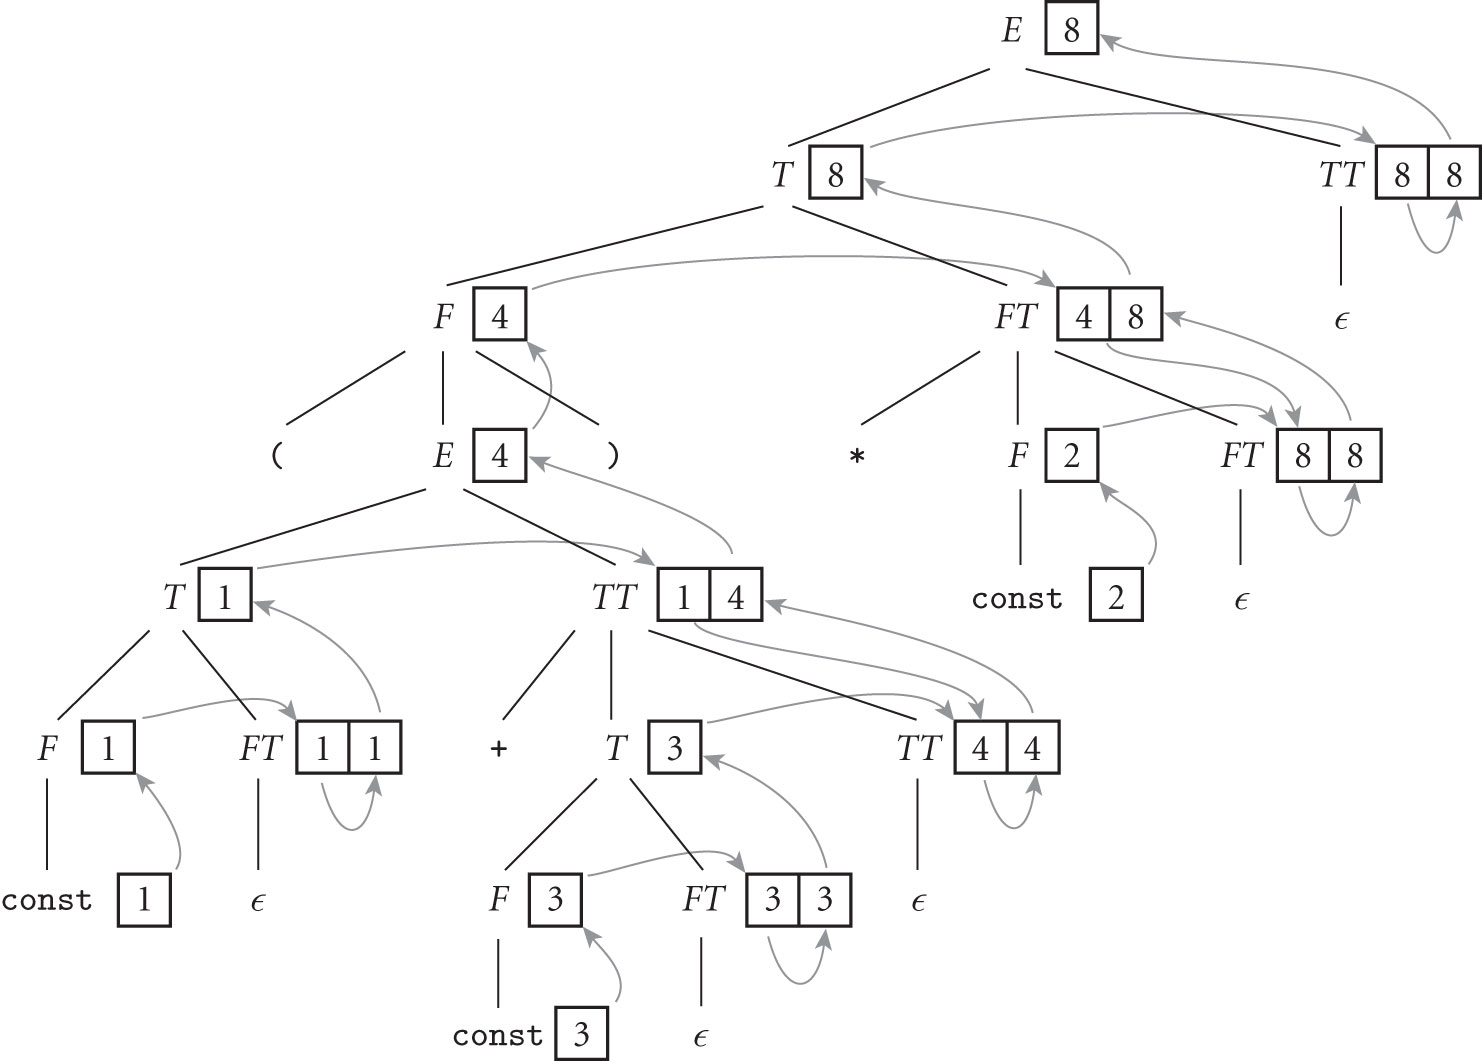 E 8
T 8 TT 8 8
F 4 FT 4 8 ϵ
( E 4 ) * F 2 FT 8 8
T 1 TT 1 4 const 2 ϵ
F 1 FT 1 1 + T 3 TT 4 4
const 1 ϵ F 3 FT 3 3 ϵ
const 3 ϵ